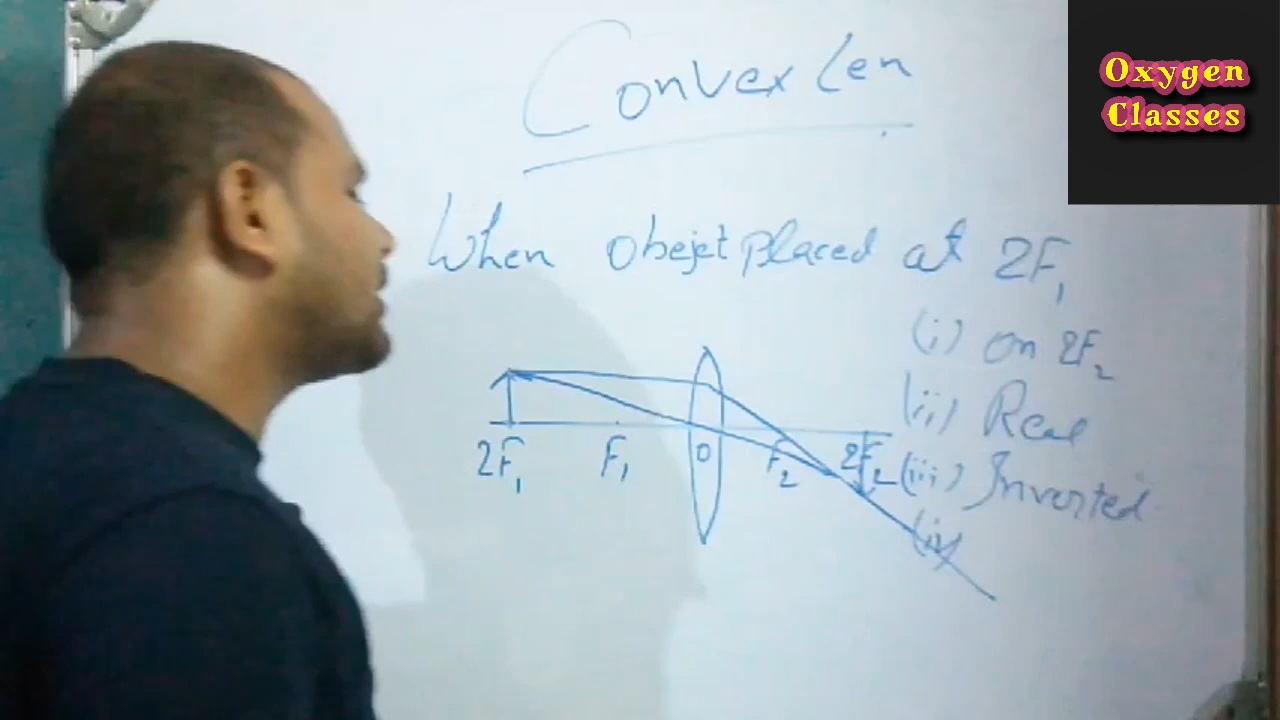 Oxygen
Classes
Convex len
When obejet placed at 2F1
(i) on 2F2
(ii) Real
(iii) Inverted
(iv)
2F1 F1 O F2 2F2